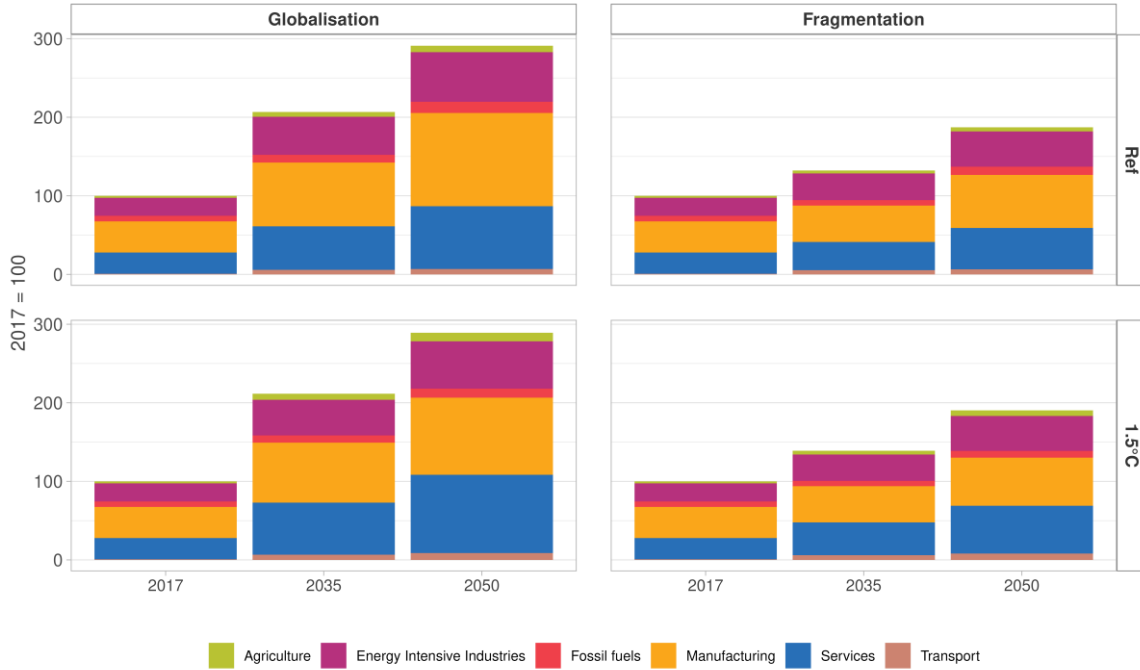 Globalisation
Fragmentation
2017 = 100
300
200
100
0
Ref
300
200
100
0
1.5°C
2017
2035
2050
2017
2035
2050
Agriculture
Energy Intensive Industries
Fossil fuels
Manufacturing
Services
Transport